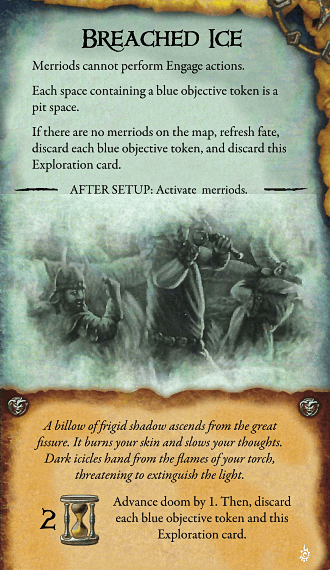 BREACHED ICE
Merriods cannot perform Engage actions.
Each space containing a blue objective token is a
pit space.
If there are no merriods on the map, refresh fate,
discard each blue objective token, and discard this
Exploration card.
AFTER SETUP: Activate merriods.
A billow of frigid shadow ascends from the great
fissure. It burns your skin and slows your thoughts.
Dark icicles hand from the flames of your torch,
threatening to extinguish the light.
2
Advance doom by 1. Then, discard
each blue objective token and this
Exploration card.